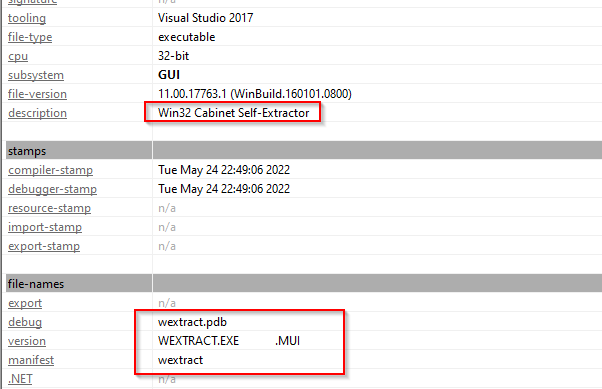 signature n/a
tooling Visual Studio 2017
file-type executable
cpu 32-bit
subsystem GUI
file-version 11.00.17763.1 (WinBuild.160101.0800)
description Win32 Cabinet Self-Extractor
stamps
compiler-stamp Tue May 24 22:49:06 2022
debugger-stamp Tue May 24 22:49:06 2022
resource-stamp n/a
import-stamp n/a
export-stamp n/a
file-names
export n/a
debug wextract.pdb
version WEXTRACT.EXE .MUI
manifest wextract
.NET n/a